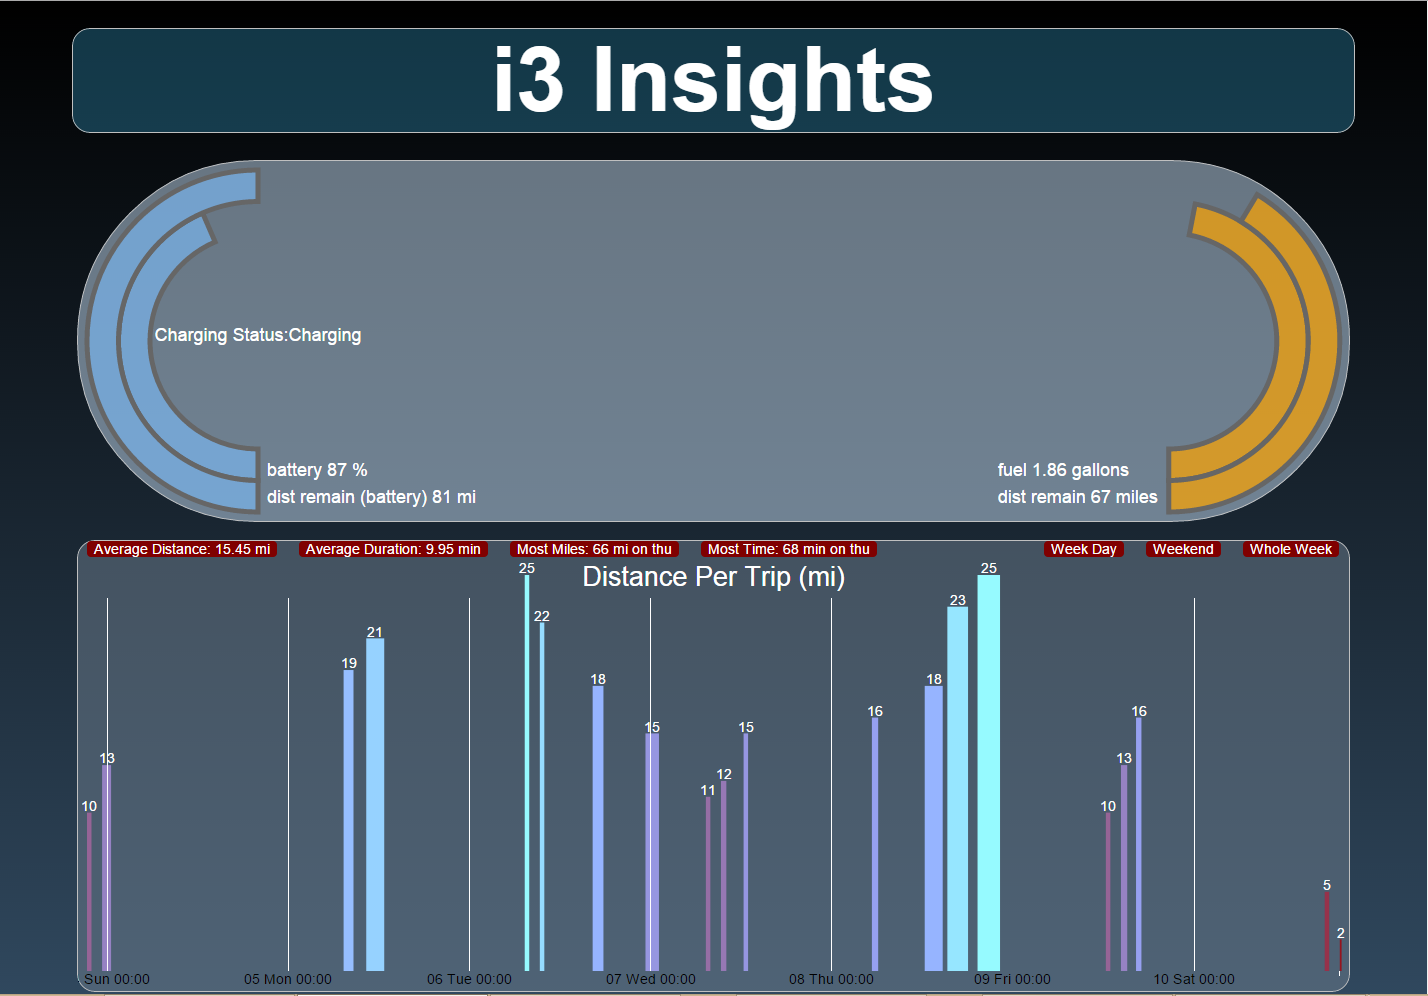 i3 Insights
Charging Status:Charging
battery 87 %
dist remain (battery) 81 mi
fuel 1.86 gallons
dist remain 67 miles
Average Distance: 15.45 mi Average Duration: 9.95 min Most Miles: 66 mi on thu Most Time: 68 min on thu Week Day Weekend Whole Week
Distance Per Trip (mi)
10 13 19 21 25 22 18 15 11 12 15 16 18 23 25 10 13 16 5 2
Sun 00:00 05 Mon 00:00 06 Tue 00:00 07 Wed 00:00 08 Thu 00:00 09 Fri 00:00 10 Sat 00:00